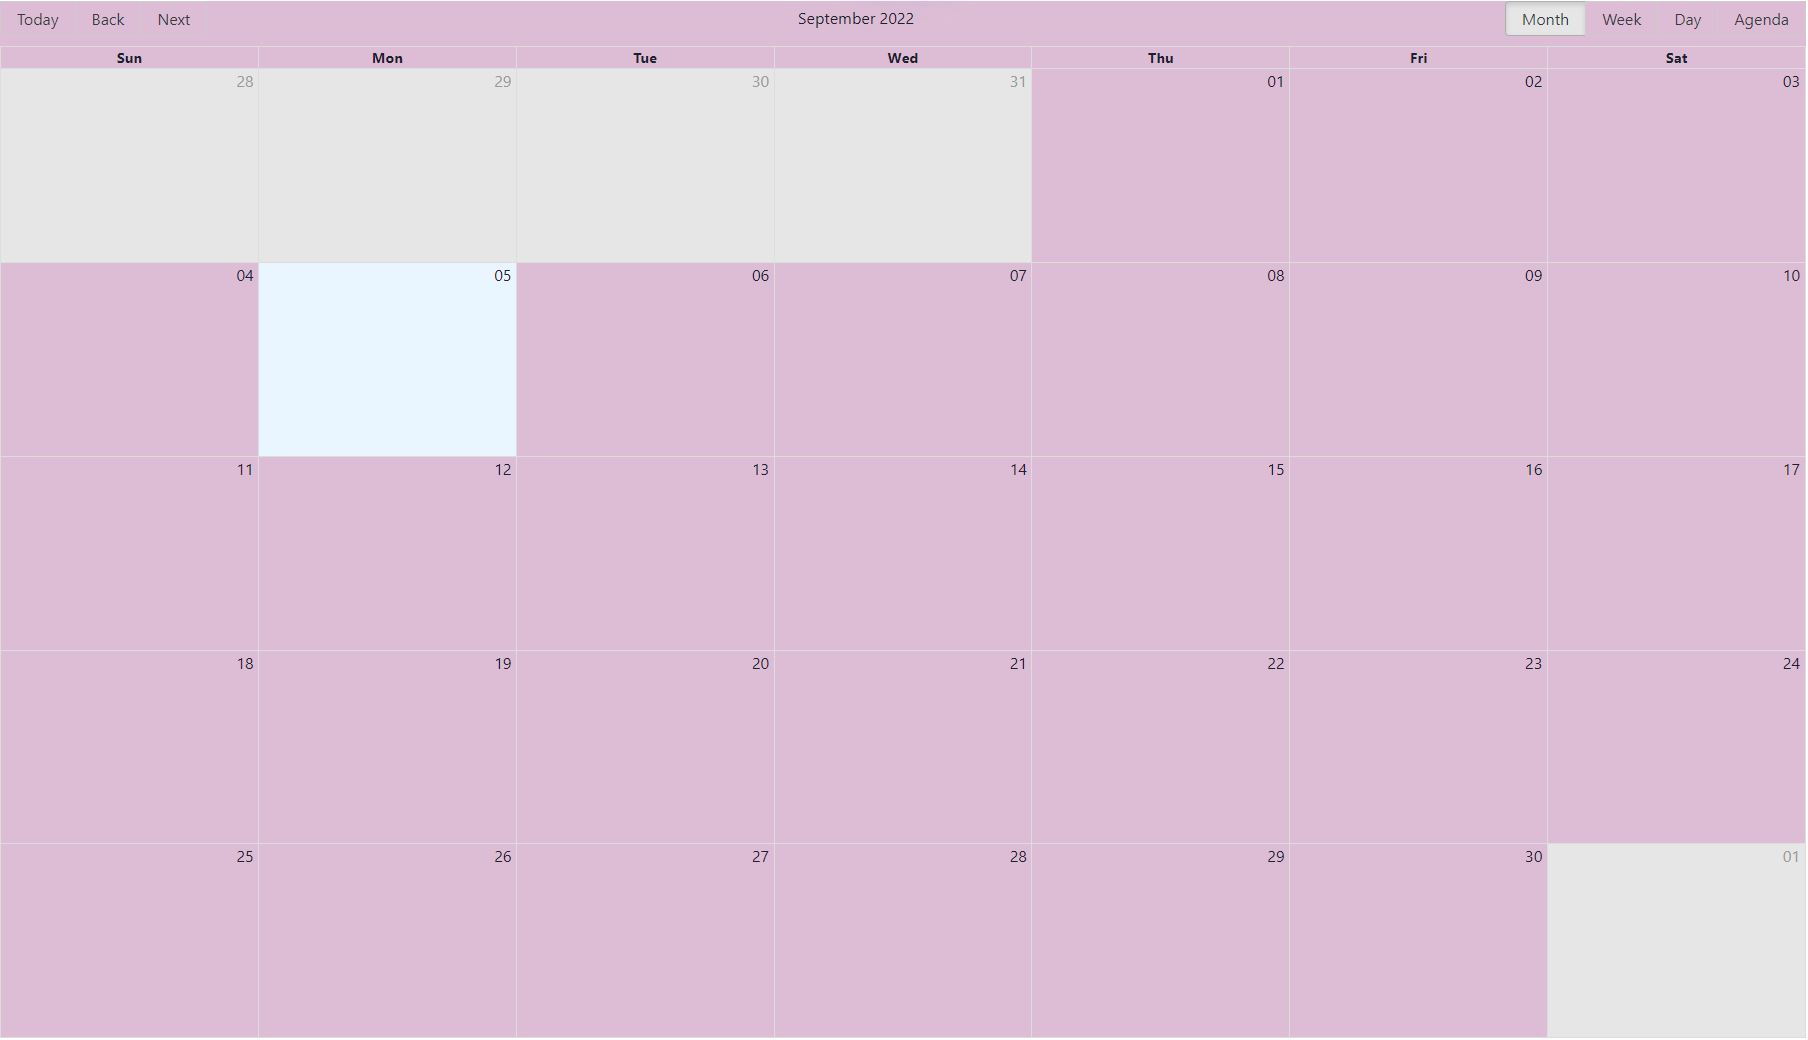 Today Back Next September 2022 Month Week Day Agenda
Sun Mon Tue Wed Thu Fri Sat
28 29 30 31 01 02 03
04 05 06 07 08 09 10
11 12 13 14 15 16 17
18 19 20 21 22 23 24
25 26 27 28 29 30 01